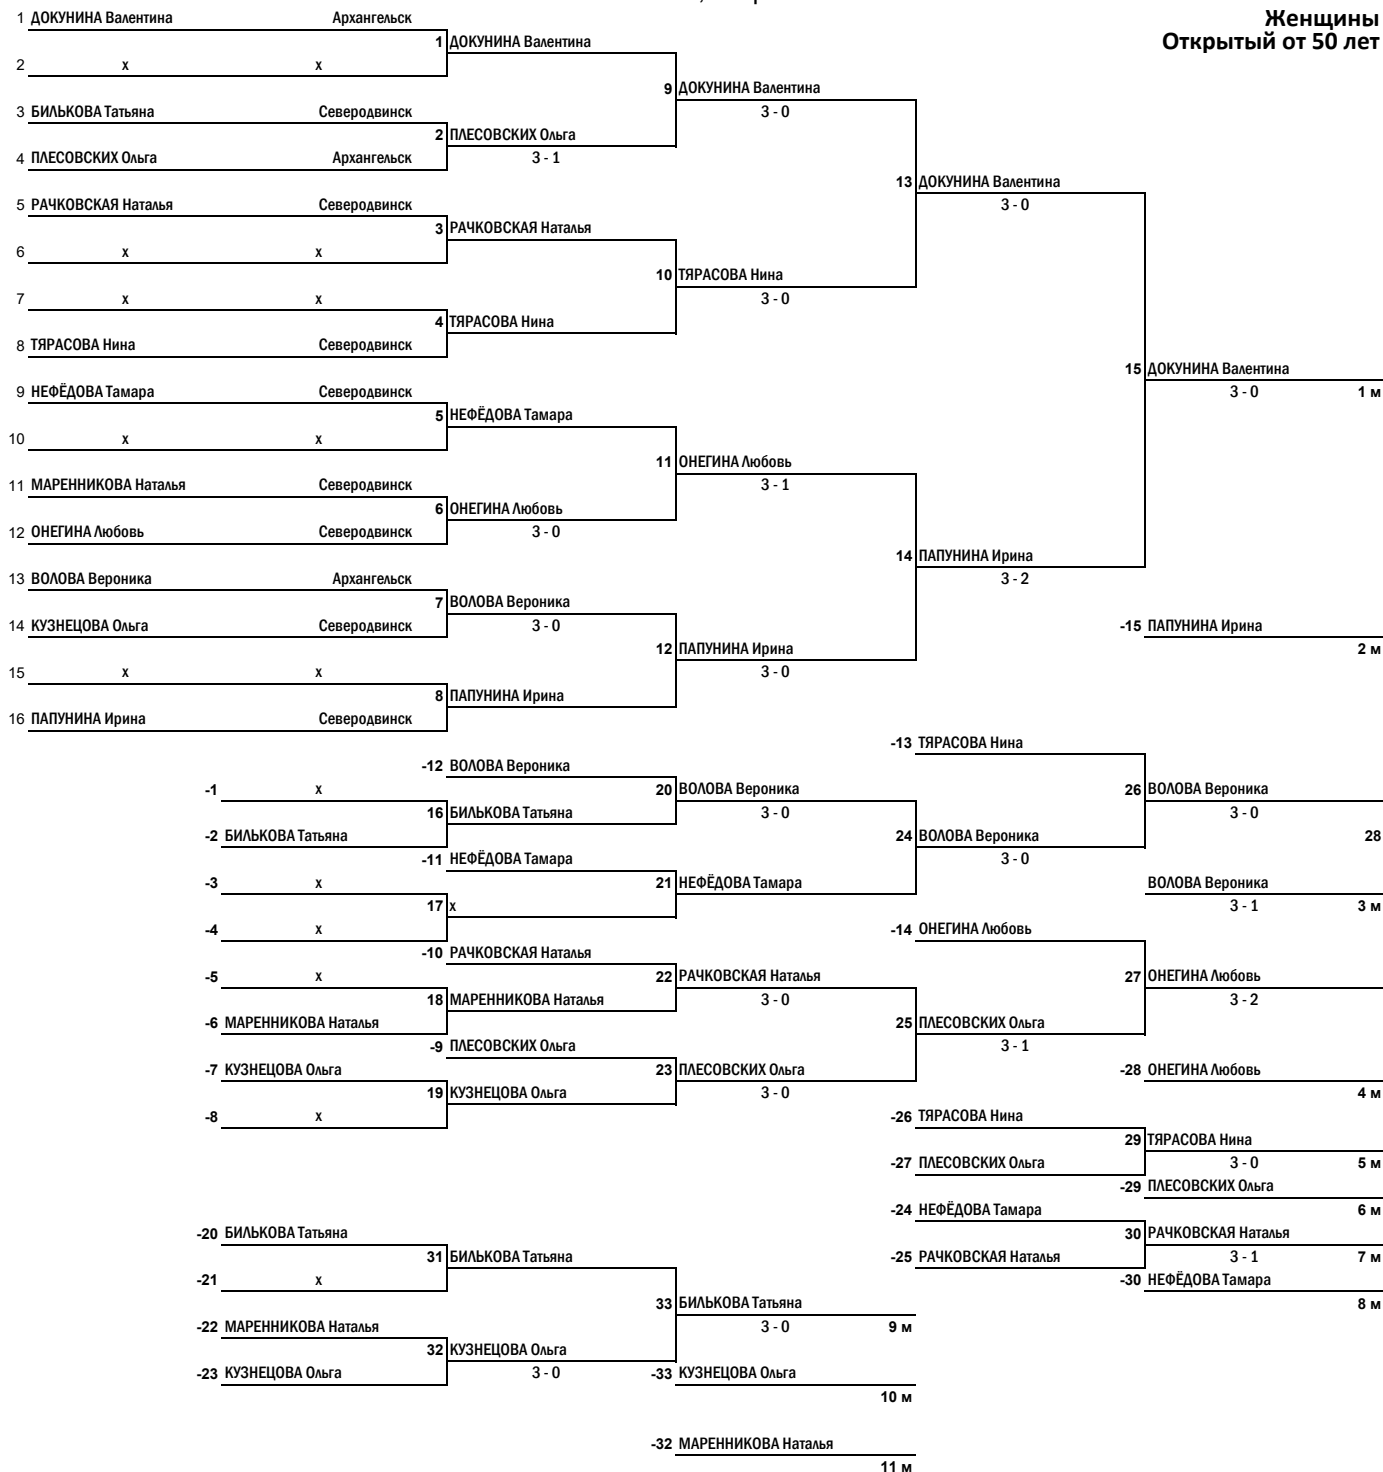 Женщины
Открытый от 50 лет
1 ДОКУНИНА Валентина Архангельск
1 ДОКУНИНА Валентина
2 х х
9 ДОКУНИНА Валентина
3 БИЛЬКОВА Татьяна Северодвинск
3 - 0
2 ПЛЕСОВСКИХ Ольга
4 ПЛЕСОВСКИХ Ольга Архангельск
3 - 1
13 ДОКУНИНА Валентина
5 РАЧКОВСКАЯ Наталья Северодвинск
3 - 0
3 РАЧКОВСКАЯ Наталья
6 х х
10 ТЯРАСОВА Нина
7 х х
3 - 0
4 ТЯРАСОВА Нина
8 ТЯРАСОВА Нина Северодвинск
15 ДОКУНИНА Валентина
9 НЕФЁДОВА Тамара Северодвинск
3 - 0 1 м
5 НЕФЁДОВА Тамара
10 х х
11 ОНЕГИНА Любовь
11 МАРЕННИКОВА Наталья Северодвинск
3 - 1
6 ОНЕГИНА Любовь
12 ОНЕГИНА Любовь Северодвинск
3 - 0
14 ПАПУНИНА Ирина
13 ВОЛОВА Вероника Архангельск
3 - 2
7 ВОЛОВА Вероника
14 КУЗНЕЦОВА Ольга Северодвинск
3 - 0
-15 ПАПУНИНА Ирина
12 ПАПУНИНА Ирина
2 м
15 х х
3 - 0
8 ПАПУНИНА Ирина
16 ПАПУНИНА Ирина Северодвинск
-13 ТЯРАСОВА Нина
-12 ВОЛОВА Вероника
-1 х
20 ВОЛОВА Вероника
26 ВОЛОВА Вероника
16 БИЛЬКОВА Татьяна
3 - 0
3 - 0
-2 БИЛЬКОВА Татьяна
24 ВОЛОВА Вероника
28
-11 НЕФЁДОВА Тамара
3 - 0
-3 х
21 НЕФЁДОВА Тамара
ВОЛОВА Вероника
17 х
3 - 1 3 м
-4 х
-14 ОНЕГИНА Любовь
-10 РАЧКОВСКАЯ Наталья
-5 х
22 РАЧКОВСКАЯ Наталья
27 ОНЕГИНА Любовь
18 МАРЕННИКОВА Наталья
3 - 0
3 - 2
-6 МАРЕННИКОВА Наталья
25 ПЛЕСОВСКИХ Ольга
-9 ПЛЕСОВСКИХ Ольга
3 - 1
-7 КУЗНЕЦОВА Ольга
23 ПЛЕСОВСКИХ Ольга
-28 ОНЕГИНА Любовь
19 КУЗНЕЦОВА Ольга
3 - 0
4 м
-8 х
-26 ТЯРАСОВА Нина
29 ТЯРАСОВА Нина
-27 ПЛЕСОВСКИХ Ольга
3 - 0 5 м
-29 ПЛЕСОВСКИХ Ольга
-24 НЕФЁДОВА Тамара
6 м
-20 БИЛЬКОВА Татьяна
30 РАЧКОВСКАЯ Наталья
31 БИЛЬКОВА Татьяна
-25 РАЧКОВСКАЯ Наталья
3 - 1 7 м
-21 х
-30 НЕФЁДОВА Тамара
33 БИЛЬКОВА Татьяна
8 м
-22 МАРЕННИКОВА Наталья
3 - 0 9 м
32 КУЗНЕЦОВА Ольга
-23 КУЗНЕЦОВА Ольга
3 - 0
-33 КУЗНЕЦОВА Ольга
10 м
-32 МАРЕННИКОВА Наталья
11 м